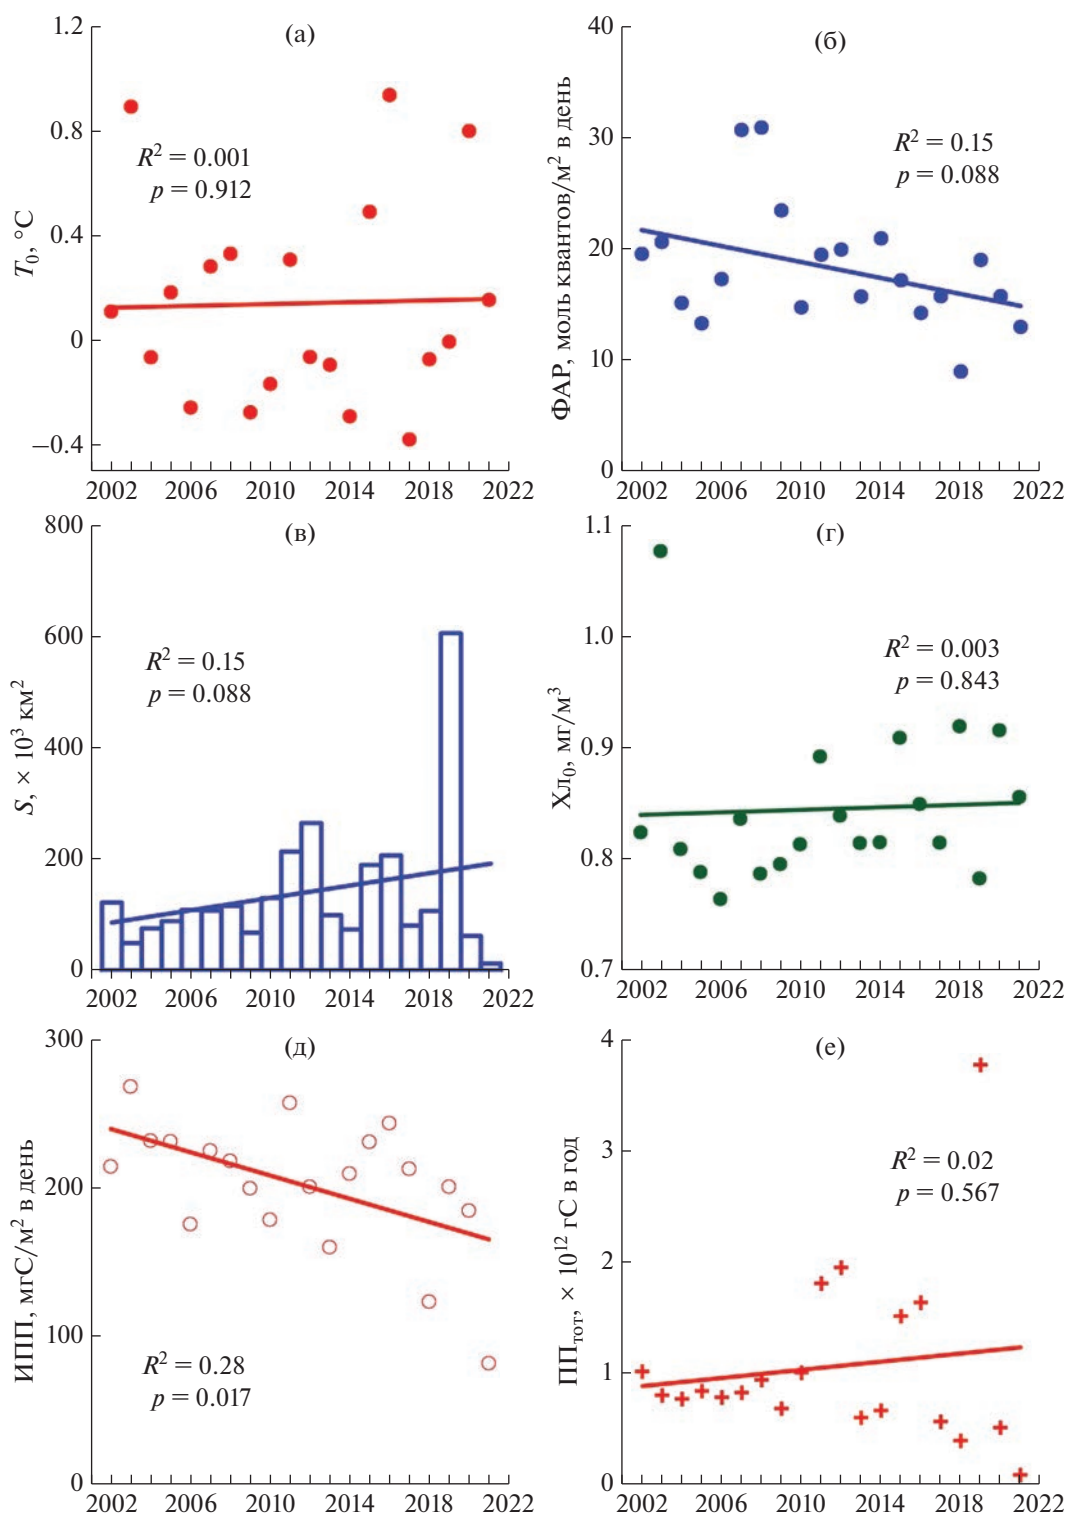 (а)
T₀, °C
1.2
0.8
0.4
0
−0.4
R² = 0.001
p = 0.912
2002 2006 2010 2014 2018 2022
(б)
ФАР, моль квантов/м² в день
40
30
20
10
0
R² = 0.15
p = 0.088
2002 2006 2010 2014 2018 2022
(в)
S, × 10³ км²
800
600
400
200
0
R² = 0.15
p = 0.088
2002 2006 2010 2014 2018 2022
(г)
Хл₀, мг/м³
1.1
1.0
0.9
0.8
0.7
R² = 0.003
p = 0.843
2002 2006 2010 2014 2018 2022
(д)
ИПП, мгС/м² в день
300
200
100
0
R² = 0.28
p = 0.017
2002 2006 2010 2014 2018 2022
(е)
ППтот, × 10¹² гС в год
4
3
2
1
0
R² = 0.02
p = 0.567
2002 2006 2010 2014 2018 2022